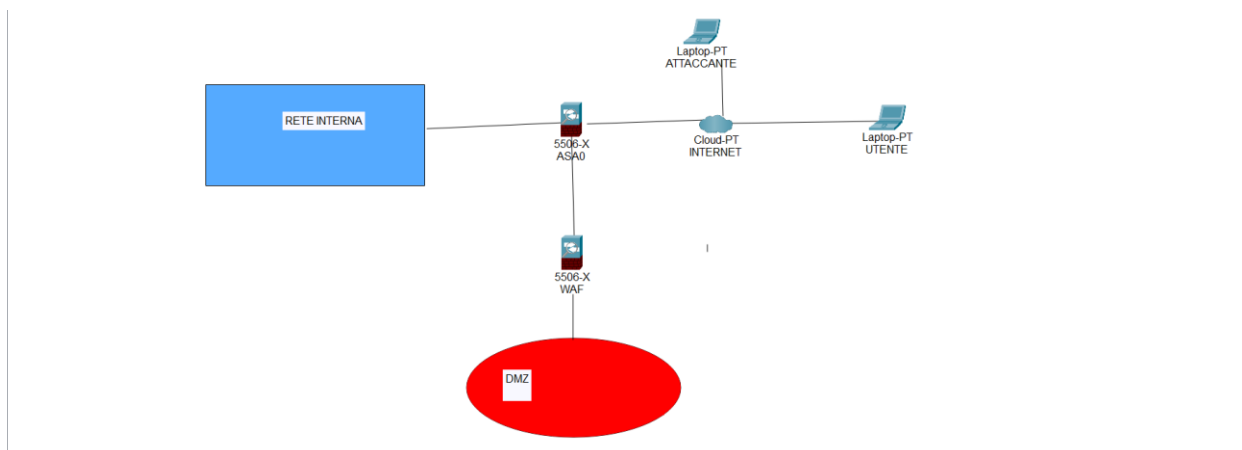 Laptop-PT
ATTACCANTE
RETE INTERNA
5506-X
ASA0
Cloud-PT
INTERNET
Laptop-PT
UTENTE
5506-X
WAF
DMZ